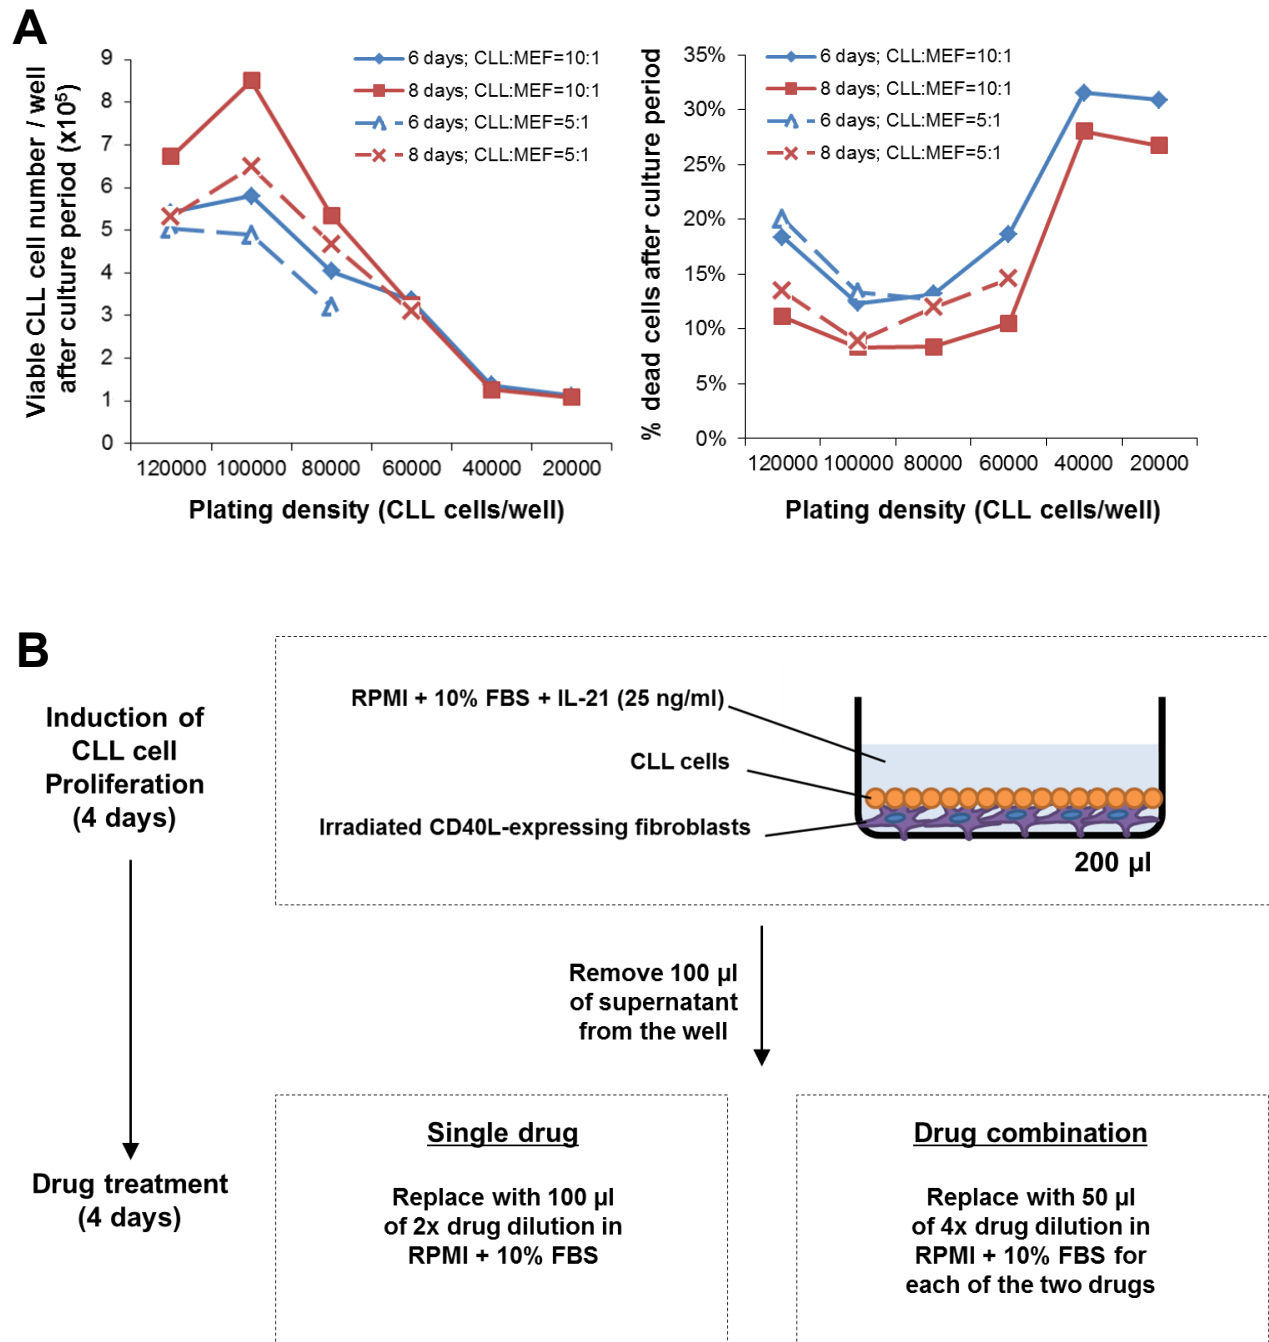 A
Viable CLL cell number / well
after culture period (x10⁵)
9
8
7
6
5
4
3
2
1
0
6 days; CLL:MEF=10:1
8 days; CLL:MEF=10:1
6 days; CLL:MEF=5:1
8 days; CLL:MEF=5:1
120000 100000 80000 60000 40000 20000
Plating density (CLL cells/well)
% dead cells after culture period
35%
30%
25%
20%
15%
10%
5%
0%
6 days; CLL:MEF=10:1
8 days; CLL:MEF=10:1
6 days; CLL:MEF=5:1
8 days; CLL:MEF=5:1
120000 100000 80000 60000 40000 20000
Plating density (CLL cells/well)
B
Induction of
CLL cell
Proliferation
(4 days)
RPMI + 10% FBS + IL-21 (25 ng/ml)
CLL cells
Irradiated CD40L-expressing fibroblasts
200 µl
Remove 100 µl
of supernatant
from the well
Drug treatment
(4 days)
Single drug
Replace with 100 µl
of 2x drug dilution in
RPMI + 10% FBS
Drug combination
Replace with 50 µl
of 4x drug dilution in
RPMI + 10% FBS for
each of the two drugs